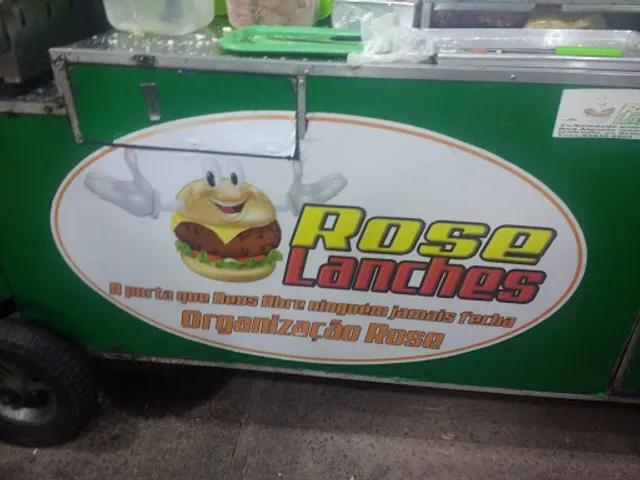 Rose
Lanches
A porta que Deus Abre ninguém jamais fecha
Organização Rose